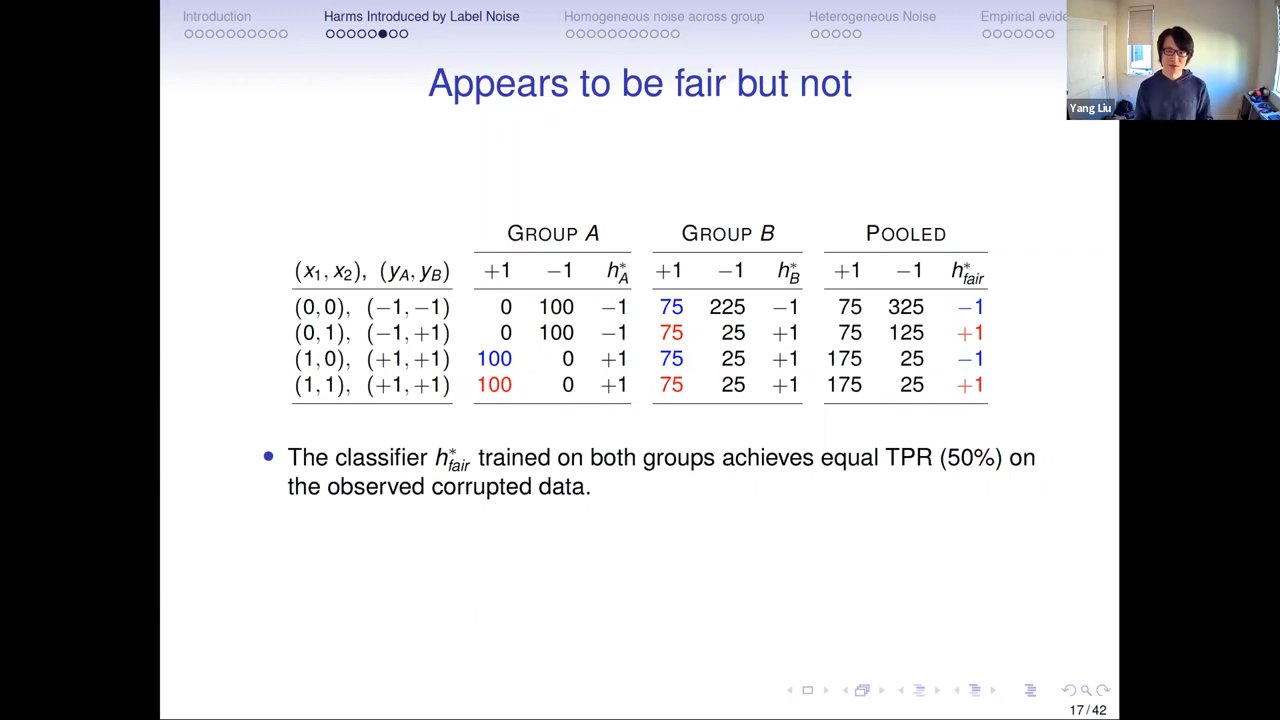 Introduction Harms Introduced by Label Noise Homogeneous noise across group Heterogeneous Noise Empirical evide
Yang Liu
Appears to be fair but not
GROUP A GROUP B POOLED
(x₁, x₂), (y_A, y_B) +1 −1 h*_A +1 −1 h*_B +1 −1 h*_fair
(0, 0), (−1, −1) 0 100 −1 75 225 −1 75 325 −1
(0, 1), (−1, +1) 0 100 −1 75 25 +1 75 125 +1
(1, 0), (+1, +1) 100 0 +1 75 25 +1 175 25 −1
(1, 1), (+1, +1) 100 0 +1 75 25 +1 175 25 +1
• The classifier h*_fair trained on both groups achieves equal TPR (50%) on
the observed corrupted data.
17 / 42